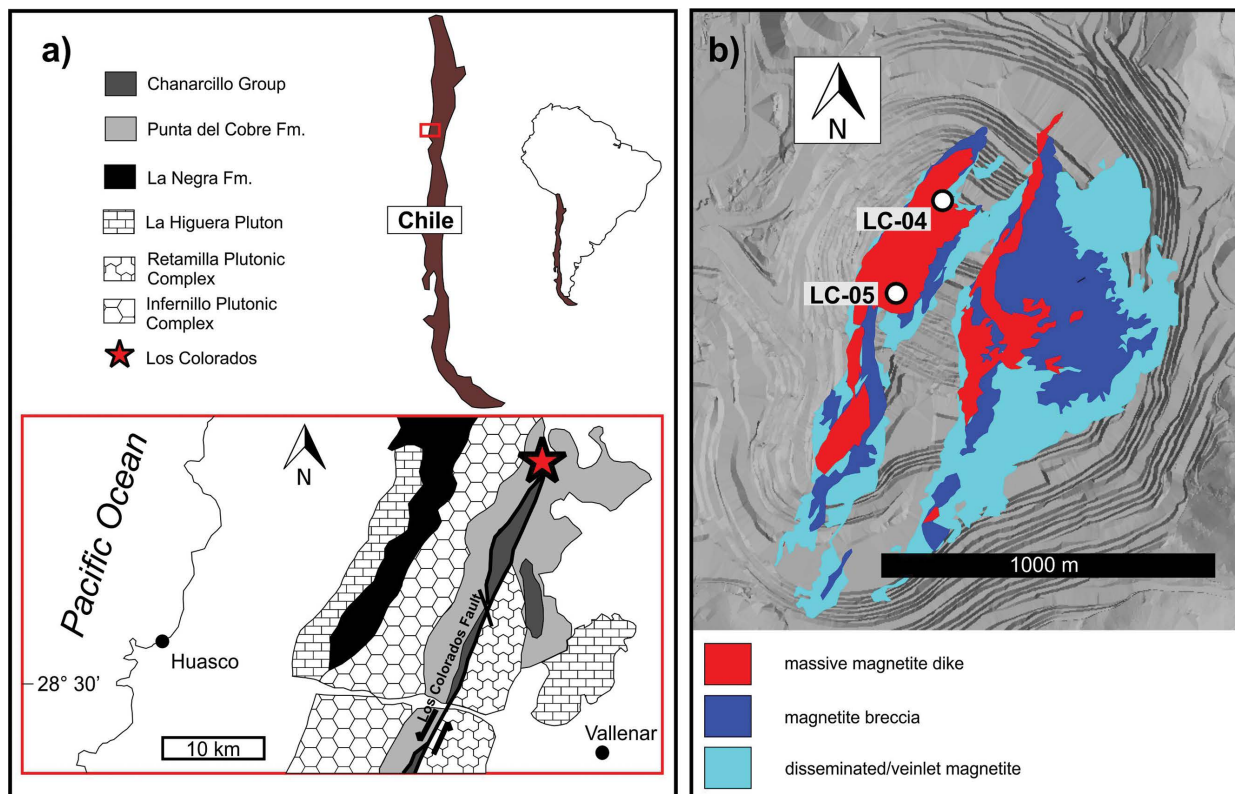 a)
Chanarcillo Group
Punta del Cobre Fm.
La Negra Fm.
La Higuera Pluton
Retamilla Plutonic
Complex
Infernillo Plutonic
Complex
Los Colorados
Chile
Pacific Ocean
N
Huasco
28° 30'
10 km
Los Colorados Fault
Vallenar
b)
N
LC-04
LC-05
1000 m
massive magnetite dike
magnetite breccia
disseminated/veinlet magnetite